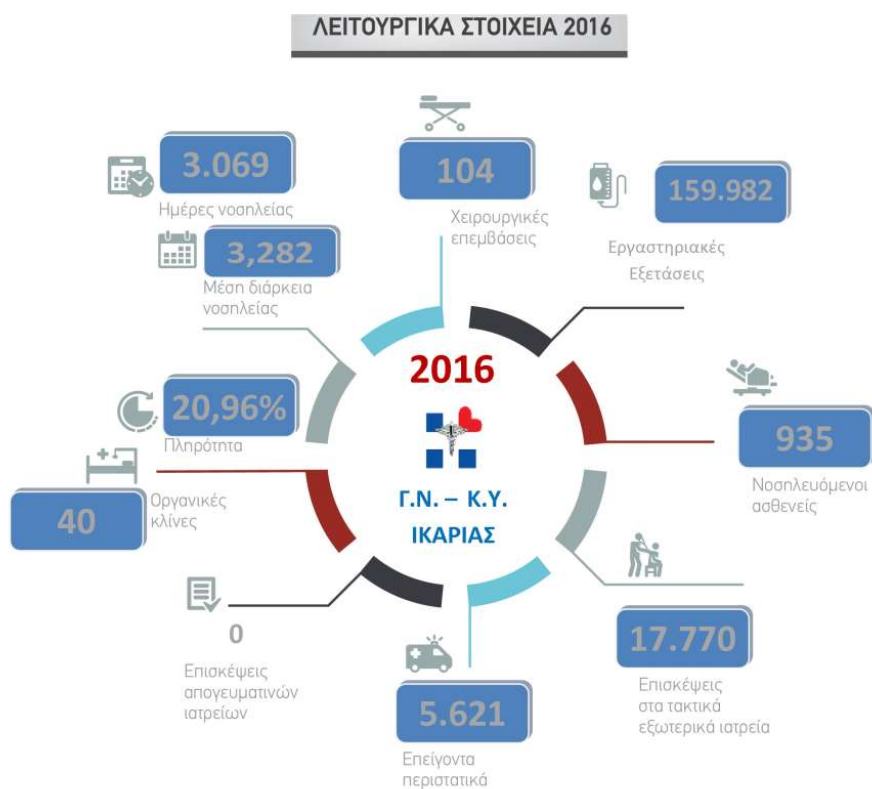 ΛΕΙΤΟΥΡΓΙΚΑ ΣΤΟΙΧΕΙΑ 2016
3.069
Ημέρες νοσηλείας
3,282
Μέση διάρκεια
νοσηλείας
104
Χειρουργικές
επεμβάσεις
159.982
Εργαστηριακές
Εξετάσεις
20,96%
Πληρότητα
40
Οργανικές
κλίνες
2016
Γ.Ν. – Κ.Υ.
ΙΚΑΡΙΑΣ
935
Νοσηλευόμενοι
ασθενείς
0
Επισκέψεις
απογευματινών
ιατρείων
5.621
Επείγοντα
περιστατικά
17.770
Επισκέψεις
στα τακτικά
εξωτερικά ιατρεία